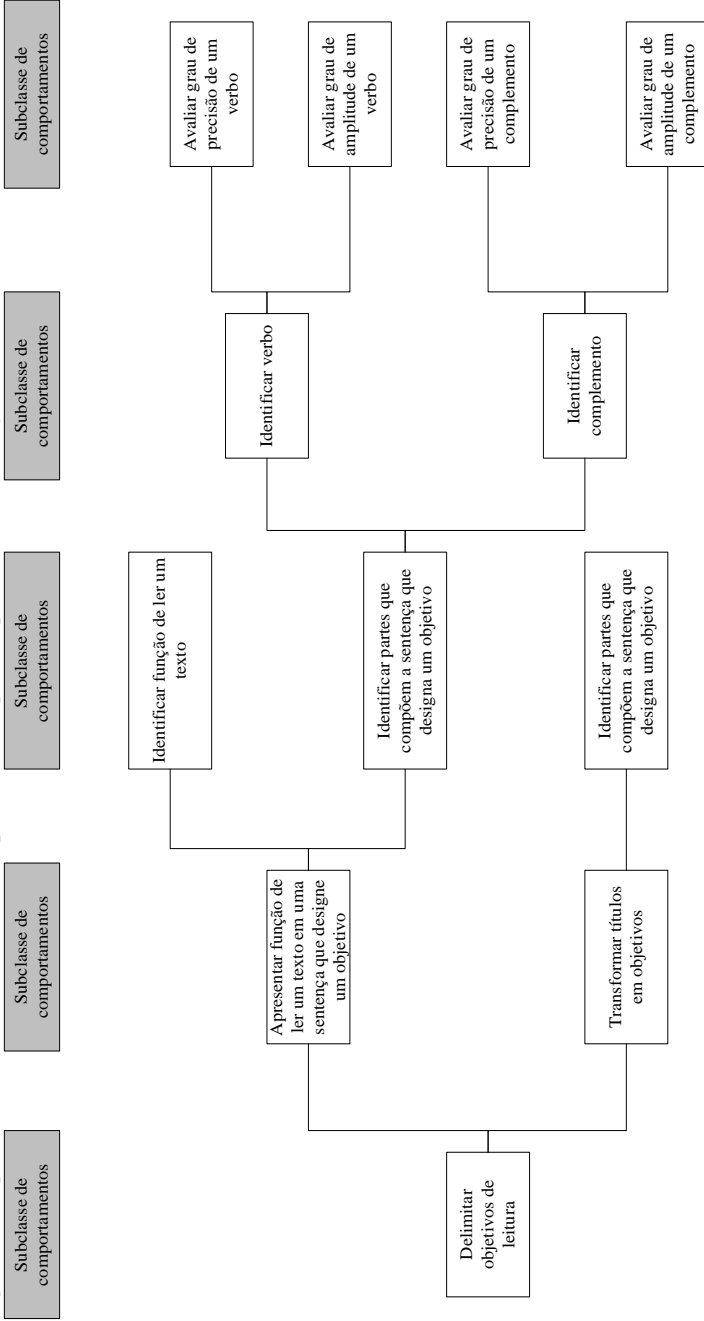 Subclasse de
comportamentos
Subclasse de
comportamentos
Subclasse de
comportamentos
Subclasse de
comportamentos
Subclasse de
comportamentos
Delimitar
objetivos de
leitura
Apresentar função de
ler um texto em uma
sentença que designe
um objetivo
Transformar títulos
em objetivos
Identificar função de ler um
texto
Identificar partes que
compõem a sentença que
designa um objetivo
Identificar partes que
compõem a sentença que
designa um objetivo
Identificar verbo
Identificar
complemento
Avaliar grau de
precisão de um
verbo
Avaliar grau de
amplitude de um
verbo
Avaliar grau de
precisão de um
complemento
Avaliar grau de
amplitude de um
complemento